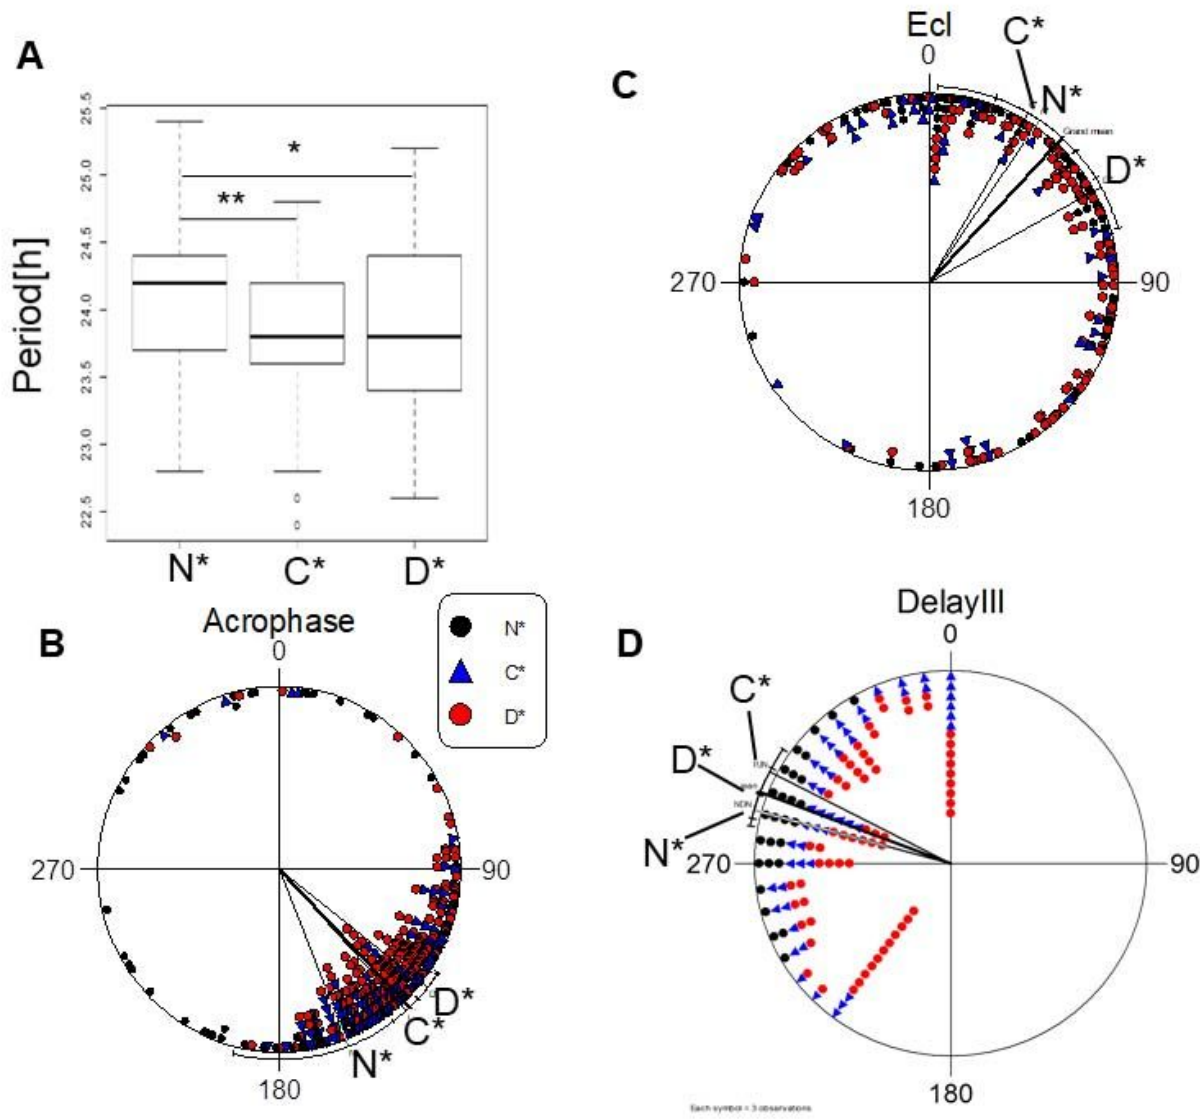 A
Period[h]
25.5
25.0
24.5
24.0
23.5
23.0
22.5
*
**
N*
C*
D*
B
Acrophase
0
90
180
270
D*
C*
N*
N*
C*
D*
C
Ecl
0
C*
N*
Grand mean
D*
270
90
180
D
DelayIII
0
C*
D*
NDN
N*
270
90
180
Each symbol = 3 observations